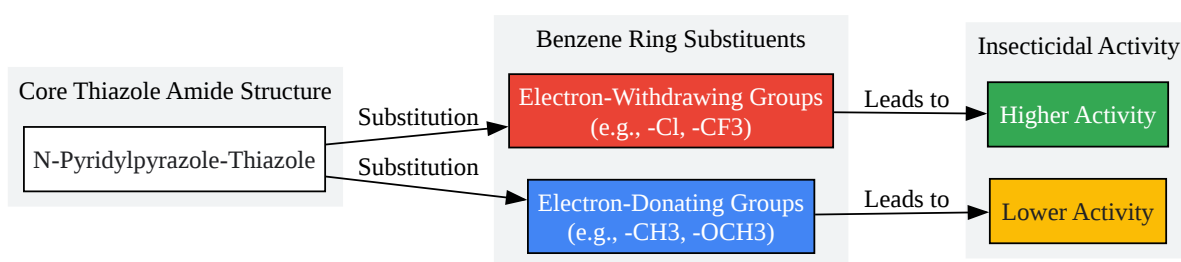 Core Thiazole Amide Structure
N-Pyridylpyrazole-Thiazole
Substitution
Substitution
Benzene Ring Substituents
Electron-Withdrawing Groups
(e.g., -Cl, -CF3)
Electron-Donating Groups
(e.g., -CH3, -OCH3)
Leads to
Leads to
Insecticidal Activity
Higher Activity
Lower Activity